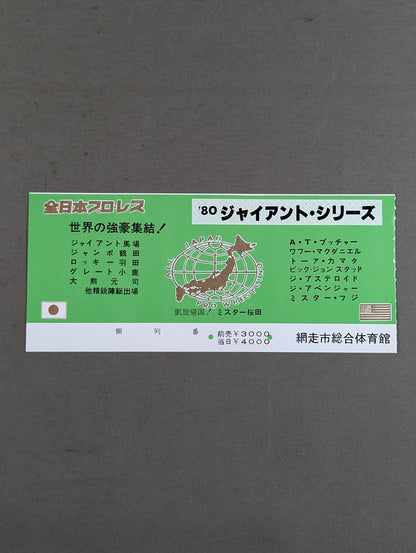 全日本プロレス
'80 ジャイアント・シリーズ
世界の強豪集結!
ジャイアント馬場
ジャンボ鶴田
ロッキー羽田
グレート小鹿
大熊元司
他精鋭陣総出場
ALL JAPAN
PRO WRESTLING
凱旋帰国! ミスター桜田
A・T・ブッチャー
ワフー・マクダニエル
トーア・カマタ
ビッグ・ジョン・スタッド
ジ・アステロイド
ジ・アベンジャー
ミスター・フジ
側 列 番
前売¥3000
当日¥4000
網走市総合体育館